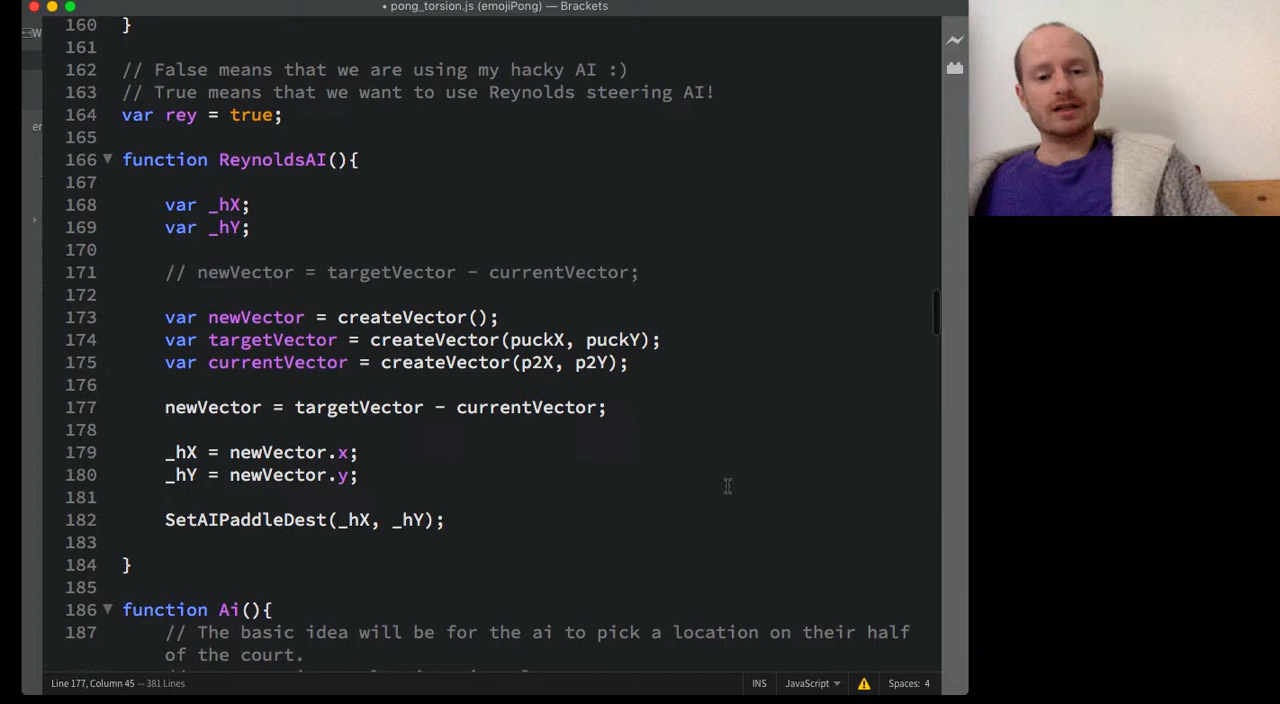 • pong_torsion.js (emojiPong) — Brackets
W
er
160 }
161
162 // False means that we are using my hacky AI :)
163 // True means that we want to use Reynolds steering AI!
164 var rey = true;
165
166 function ReynoldsAI(){
167
168 var _hX;
169 var _hY;
170
171 // newVector = targetVector - currentVector;
172
173 var newVector = createVector();
174 var targetVector = createVector(puckX, puckY);
175 var currentVector = createVector(p2X, p2Y);
176
177 newVector = targetVector - currentVector;
178
179 _hX = newVector.x;
180 _hY = newVector.y;
181
182 SetAIPaddleDest(_hX, _hY);
183
184 }
185
186 function Ai(){
187 // The basic idea will be for the ai to pick a location on their half
of the court.
Line 177, Column 45 — 381 Lines
INS JavaScript Spaces: 4